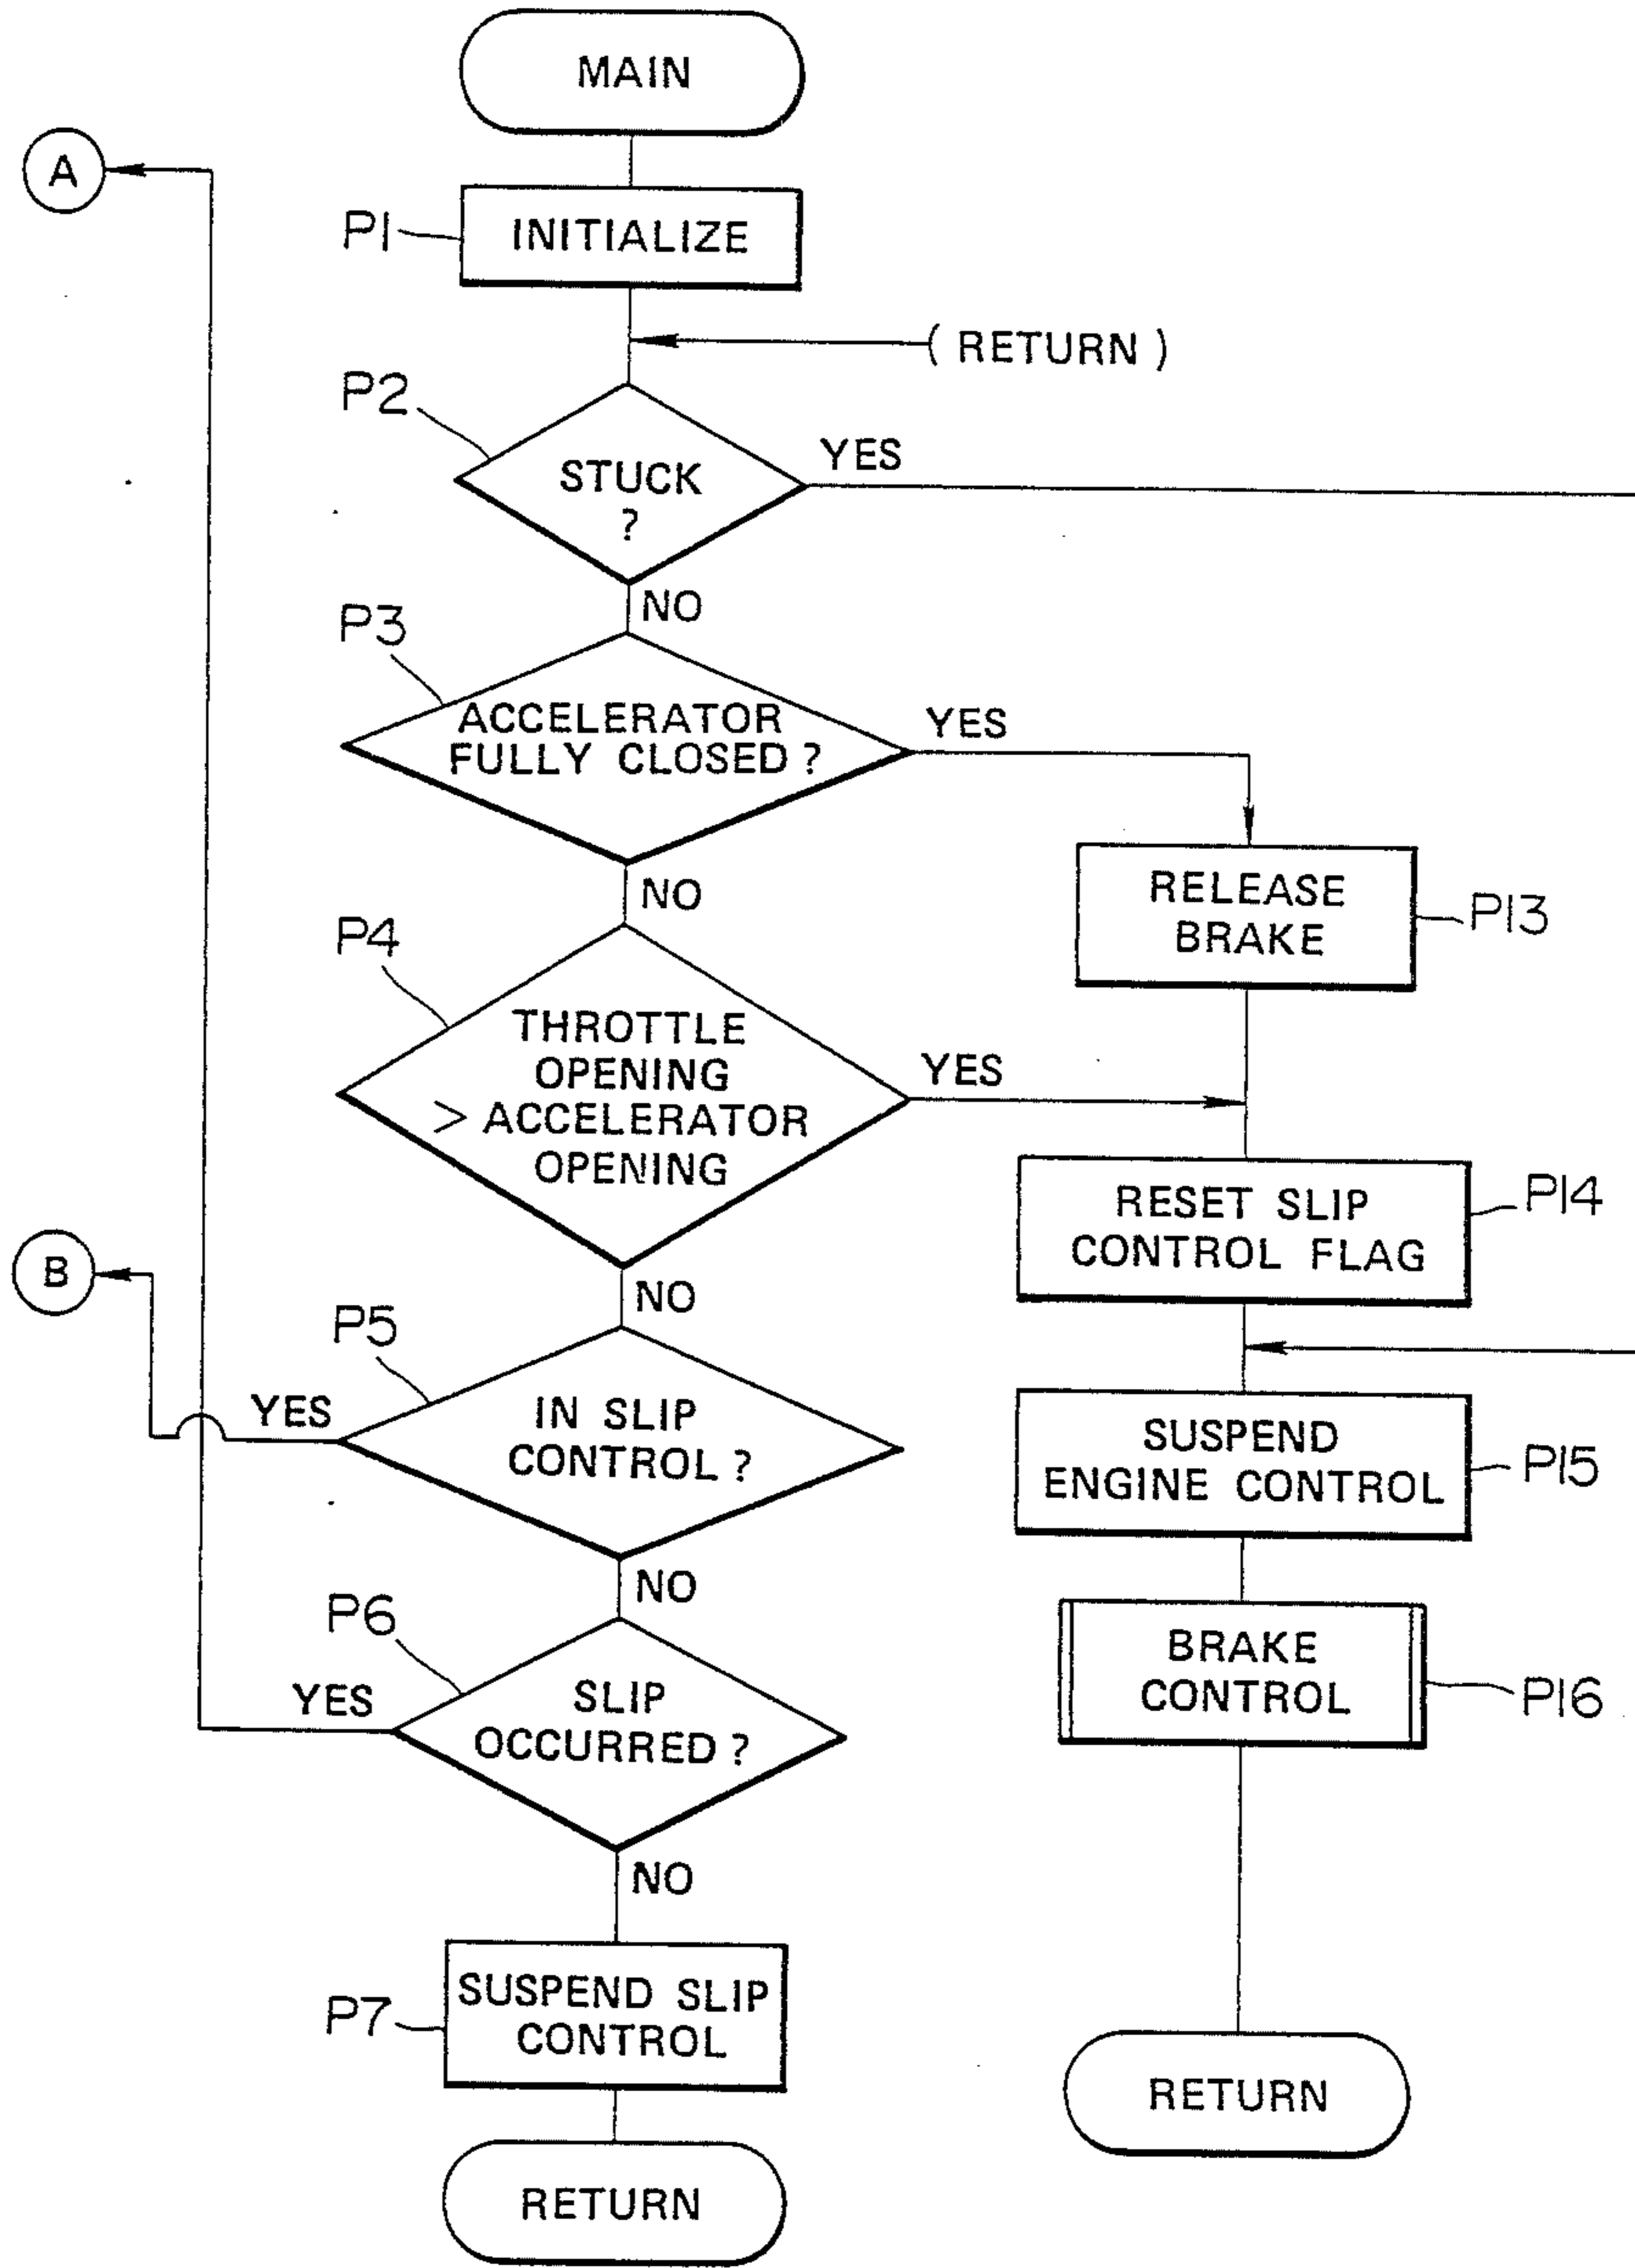 MAIN
A
P1
INITIALIZE
( RETURN )
P2
STUCK
?
YES
NO
P3
ACCELERATOR
FULLY CLOSED ?
YES
NO
RELEASE
BRAKE
P13
P4
THROTTLE
OPENING
> ACCELERATOR
OPENING
YES
NO
RESET SLIP
CONTROL FLAG
P14
B
P5
IN SLIP
CONTROL ?
YES
NO
SUSPEND
ENGINE CONTROL
P15
P6
SLIP
OCCURRED ?
YES
NO
BRAKE
CONTROL
P16
P7
SUSPEND SLIP
CONTROL
RETURN
RETURN